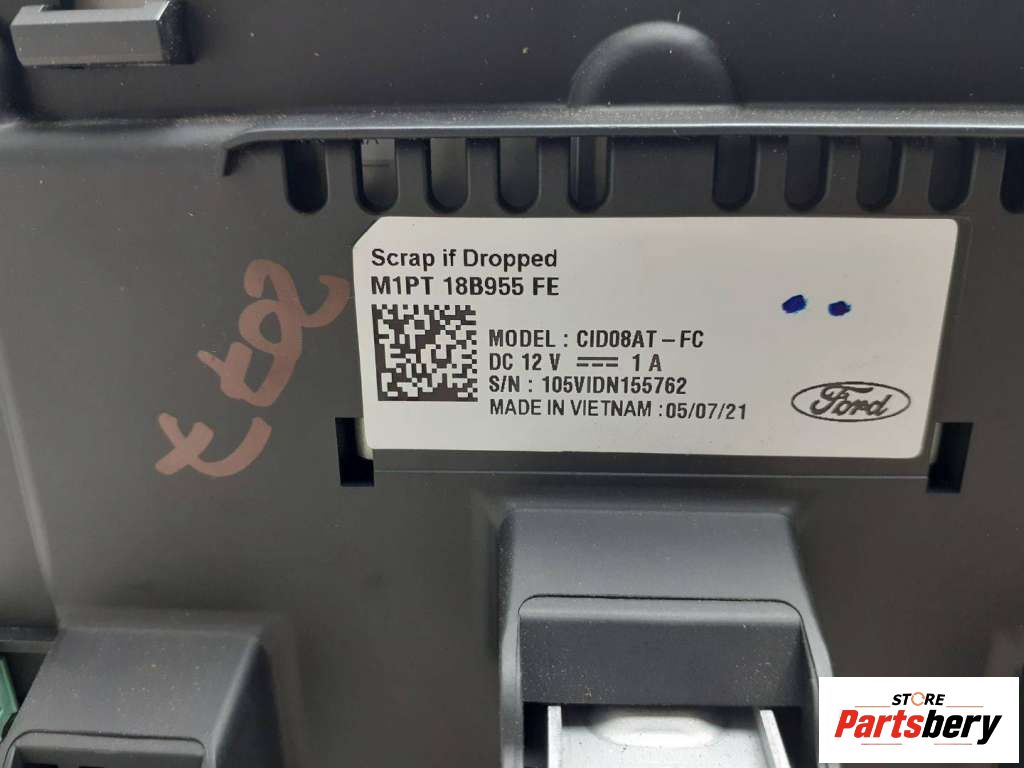 Scrap if Dropped
M1PT 18B955 FE
MODEL : CID08AT-FC
DC 12 V 1 A
S/N : 105VIDN155762
MADE IN VIETNAM :05/07/21
Ford
STORE
Partsbery